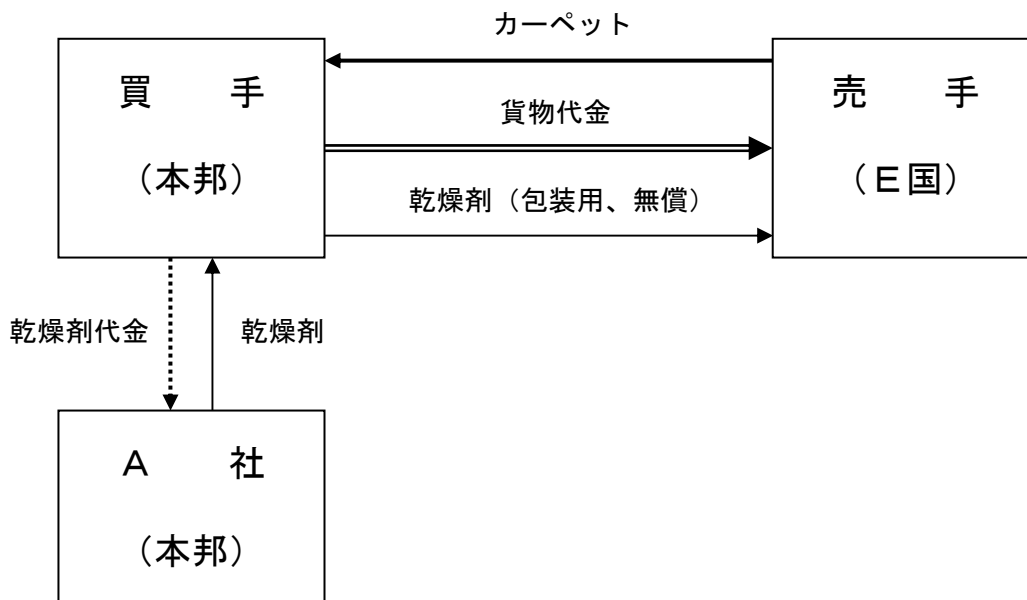 カーペット
買　　手
（本邦）
売　　手
（Ｅ国）
貨物代金
乾燥剤（包装用、無償）
乾燥剤代金
乾燥剤
Ａ　　社
（本邦）